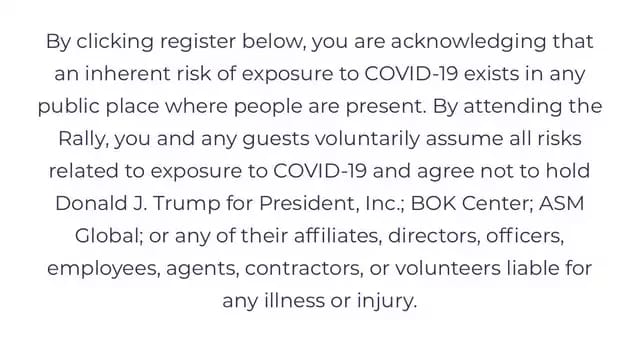 By clicking register below, you are acknowledging that
an inherent risk of exposure to COVID-19 exists in any
public place where people are present. By attending the
Rally, you and any guests voluntarily assume all risks
related to exposure to COVID-19 and agree not to hold
Donald J. Trump for President, Inc.; BOK Center; ASM
Global; or any of their affiliates, directors, officers,
employees, agents, contractors, or volunteers liable for
any illness or injury.